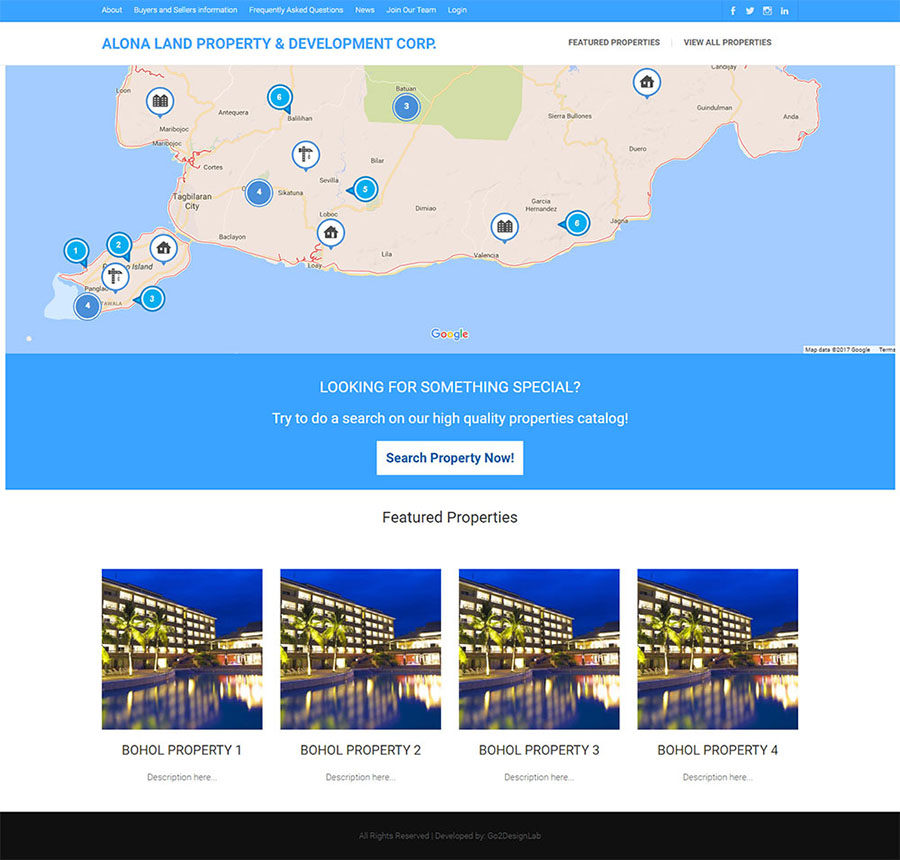 About Buyers and Sellers information Frequently Asked Questions News Join Our Team Login
ALONA LAND PROPERTY & DEVELOPMENT CORP.
FEATURED PROPERTIES VIEW ALL PROPERTIES
Candijay
Loon
Batuan
6
3
Antequera
Balilihan
Guindulman
Sierra Bullones
Anda
Maribojoc
Maribojoc
Duero
Cortes
Bilar
Sevilla
5
4
Sikatuna
Tagbilaran
City
Dimiao
Garcia
Hernandez
Loboc
Jagna
6
Baclayon
1
2
Lila
Valencia
Loay
Island
Panglao
3
4
TAWALA
Google
Map data ©2017 Google Terms
LOOKING FOR SOMETHING SPECIAL?
Try to do a search on our high quality properties catalog!
Search Property Now!
Featured Properties
BOHOL PROPERTY 1 BOHOL PROPERTY 2 BOHOL PROPERTY 3 BOHOL PROPERTY 4
Description here... Description here... Description here... Description here...
All Rights Reserved | Developed by: Go2DesignLab